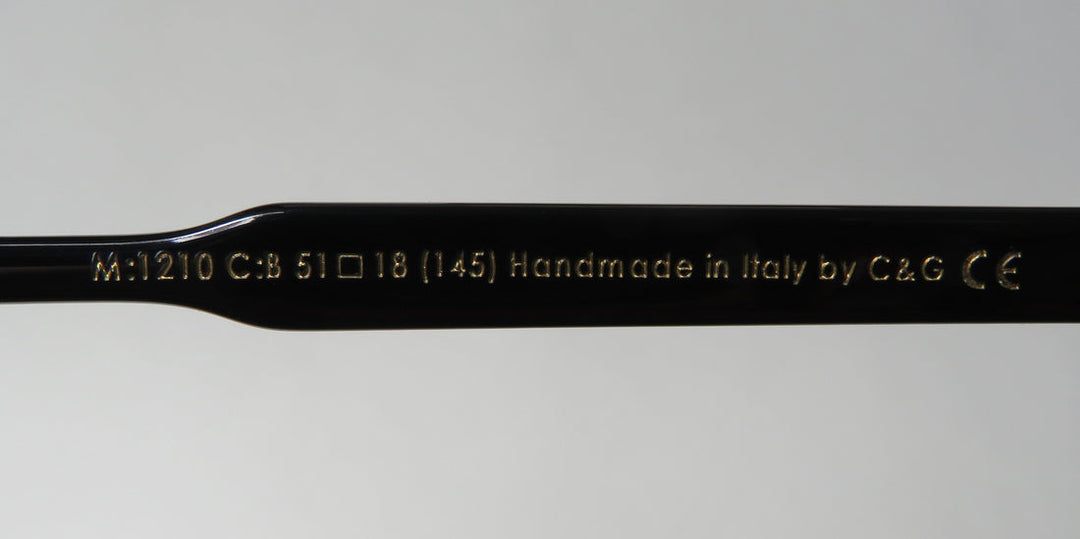 M:1210 C:B 51□18 (145) Handmade in Italy by C&G CE